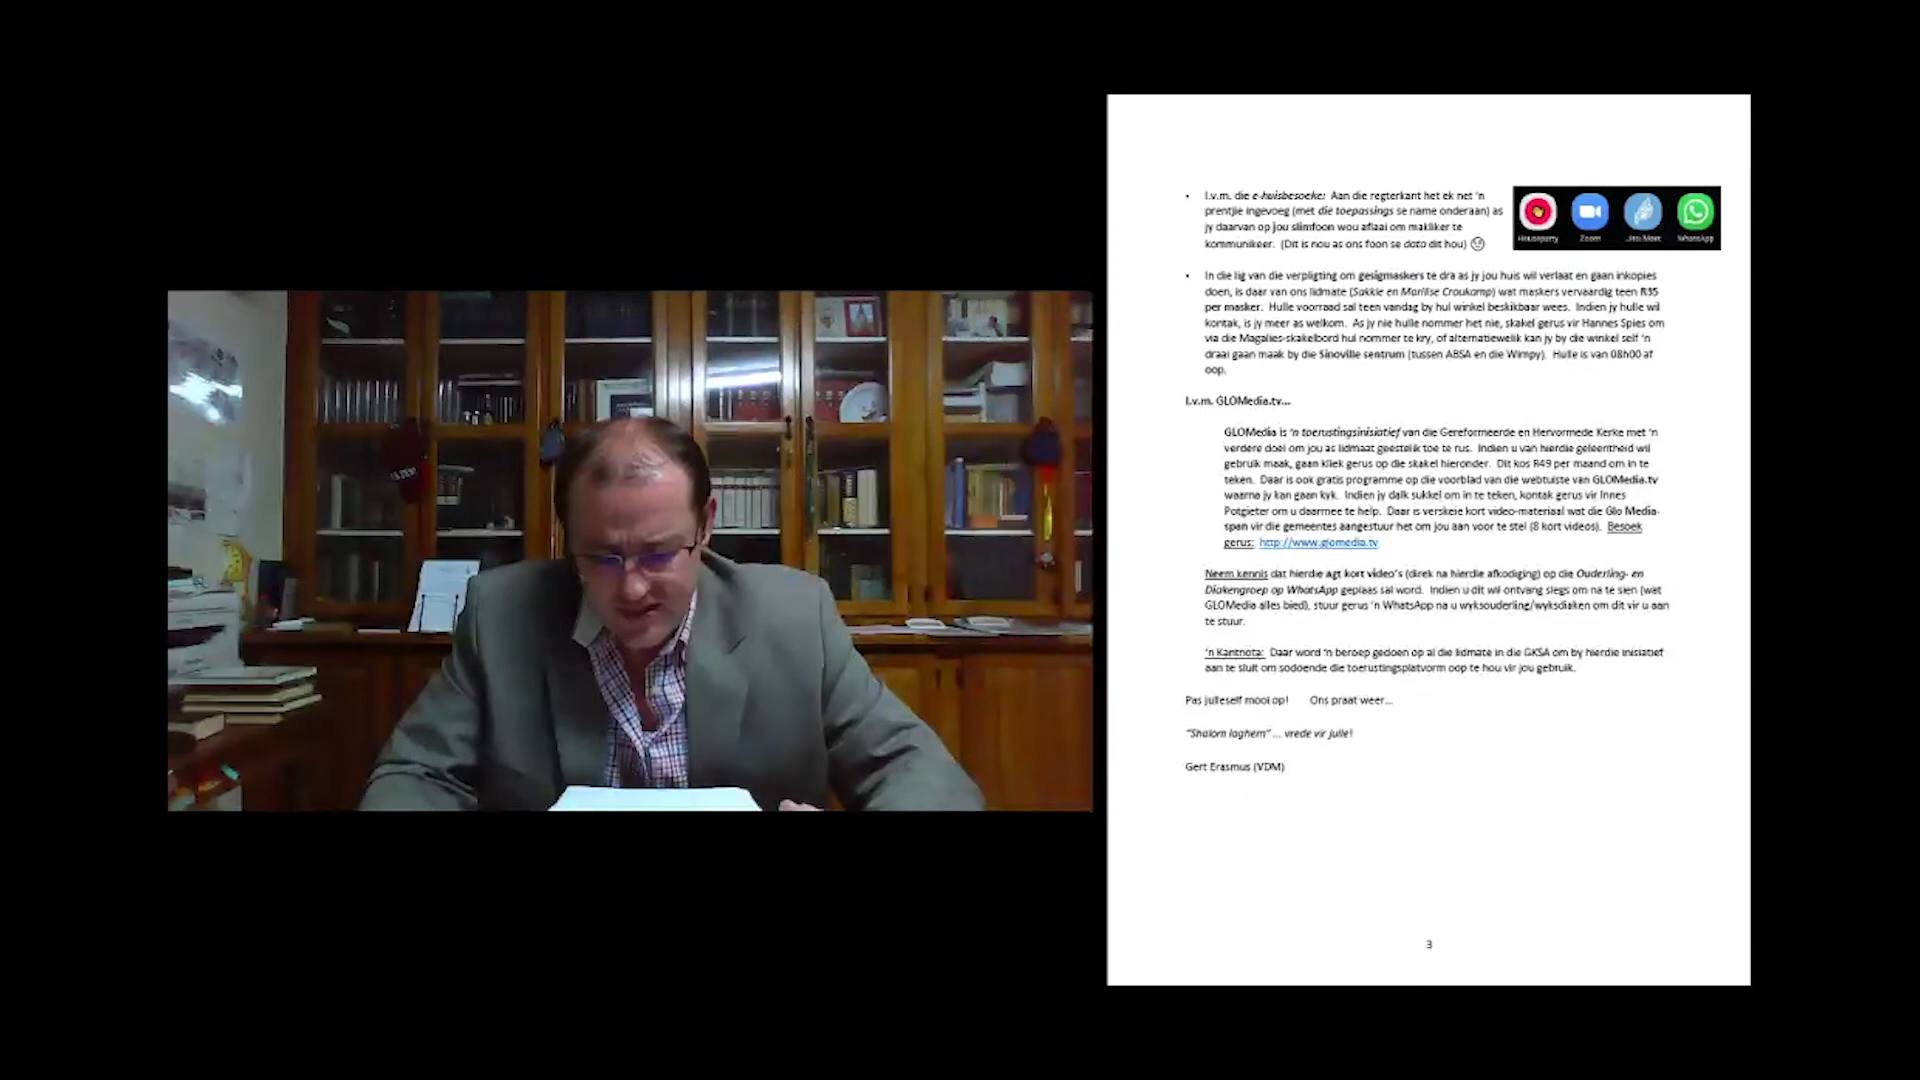 • I.v.m. die e-huisbesoeke: Aan die regterkant het ek net 'n
prentjie ingevoeg (met die toepassings se name onderaan) as
jy daarvan op jou slimfoon wou aflaai om makliker te
kommunikeer. (Dit is nou as ons foon se data dit hou)
Houseparty Zoom Jitsi Meet WhatsApp
• In die lig van die verpligting om gesigmaskers te dra as jy jou huis wil verlaat en gaan inkopies
doen, is daar van ons lidmate (Sakkie en Marilise Croukamp) wat maskers vervaardig teen R35
per masker. Hulle voorraad sal teen vandag by hul winkel beskikbaar wees. Indien jy hulle wil
kontak, is jy meer as welkom. As jy nie hulle nommer het nie, skakel gerus vir Hannes Spies om
via die Magalies-skakelbord hul nommer te kry, of alternatiewelik kan jy by die winkel self 'n
draai gaan maak by die Sinoville sentrum (tussen ABSA en die Wimpy). Hulle is van 08h00 af
oop.
I.v.m. GLOMedia.tv...
GLOMedia is 'n toerustingsinisiatief van die Gereformeerde en Hervormede Kerke met 'n
verdere doel om jou as lidmaat geestelik toe te rus. Indien u van hierdie geleentheid wil
gebruik maak, gaan kliek gerus op die skakel hieronder. Dit kos R49 per maand om in te
teken. Daar is ook gratis programme op die voorblad van die webtuiste van GLOMedia.tv
waarna jy kan gaan kyk. Indien jy dalk sukkel om in te teken, kontak gerus vir Innes
Potgieter om u daarmee te help. Daar is verskeie kort video-materiaal wat die Glo Media-
span vir die gemeentes aangestuur het om jou aan voor te stel (8 kort videos). Besoek
gerus: http://www.glomedia.tv
Neem kennis dat hierdie agt kort video's (direk na hierdie afkodiging) op die Ouderling- en
Diakengroep op WhatsApp geplaas sal word. Indien u dit wil ontvang slegs om na te sien (wat
GLOMedia alles bied), stuur gerus 'n WhatsApp na u wyksouderling/wyksdiaken om dit vir u aan
te stuur.
'n Kantnota: Daar word 'n beroep gedoen op al die lidmate in die GKSA om by hierdie inisiatief
aan te sluit om sodoende die toerustingsplatvorm oop te hou vir jou gebruik.
Pas julleself mooi op! Ons praat weer...
"Shalom laghem" ... vrede vir julle!
Gert Erasmus (VDM)
3